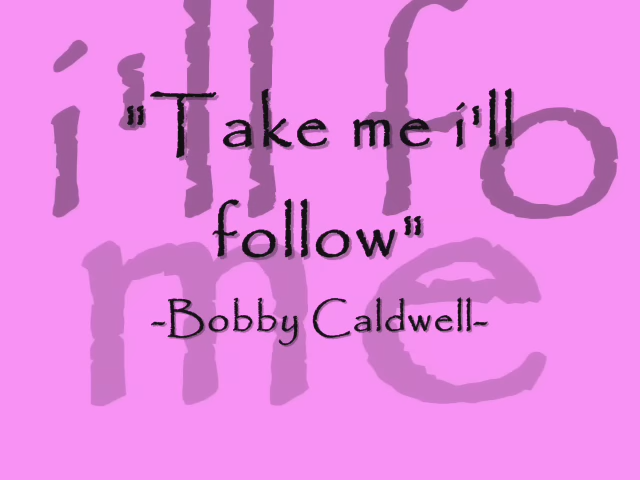 i'll fo
"Take me i'll
follow"
me
-Bobby Caldwell-